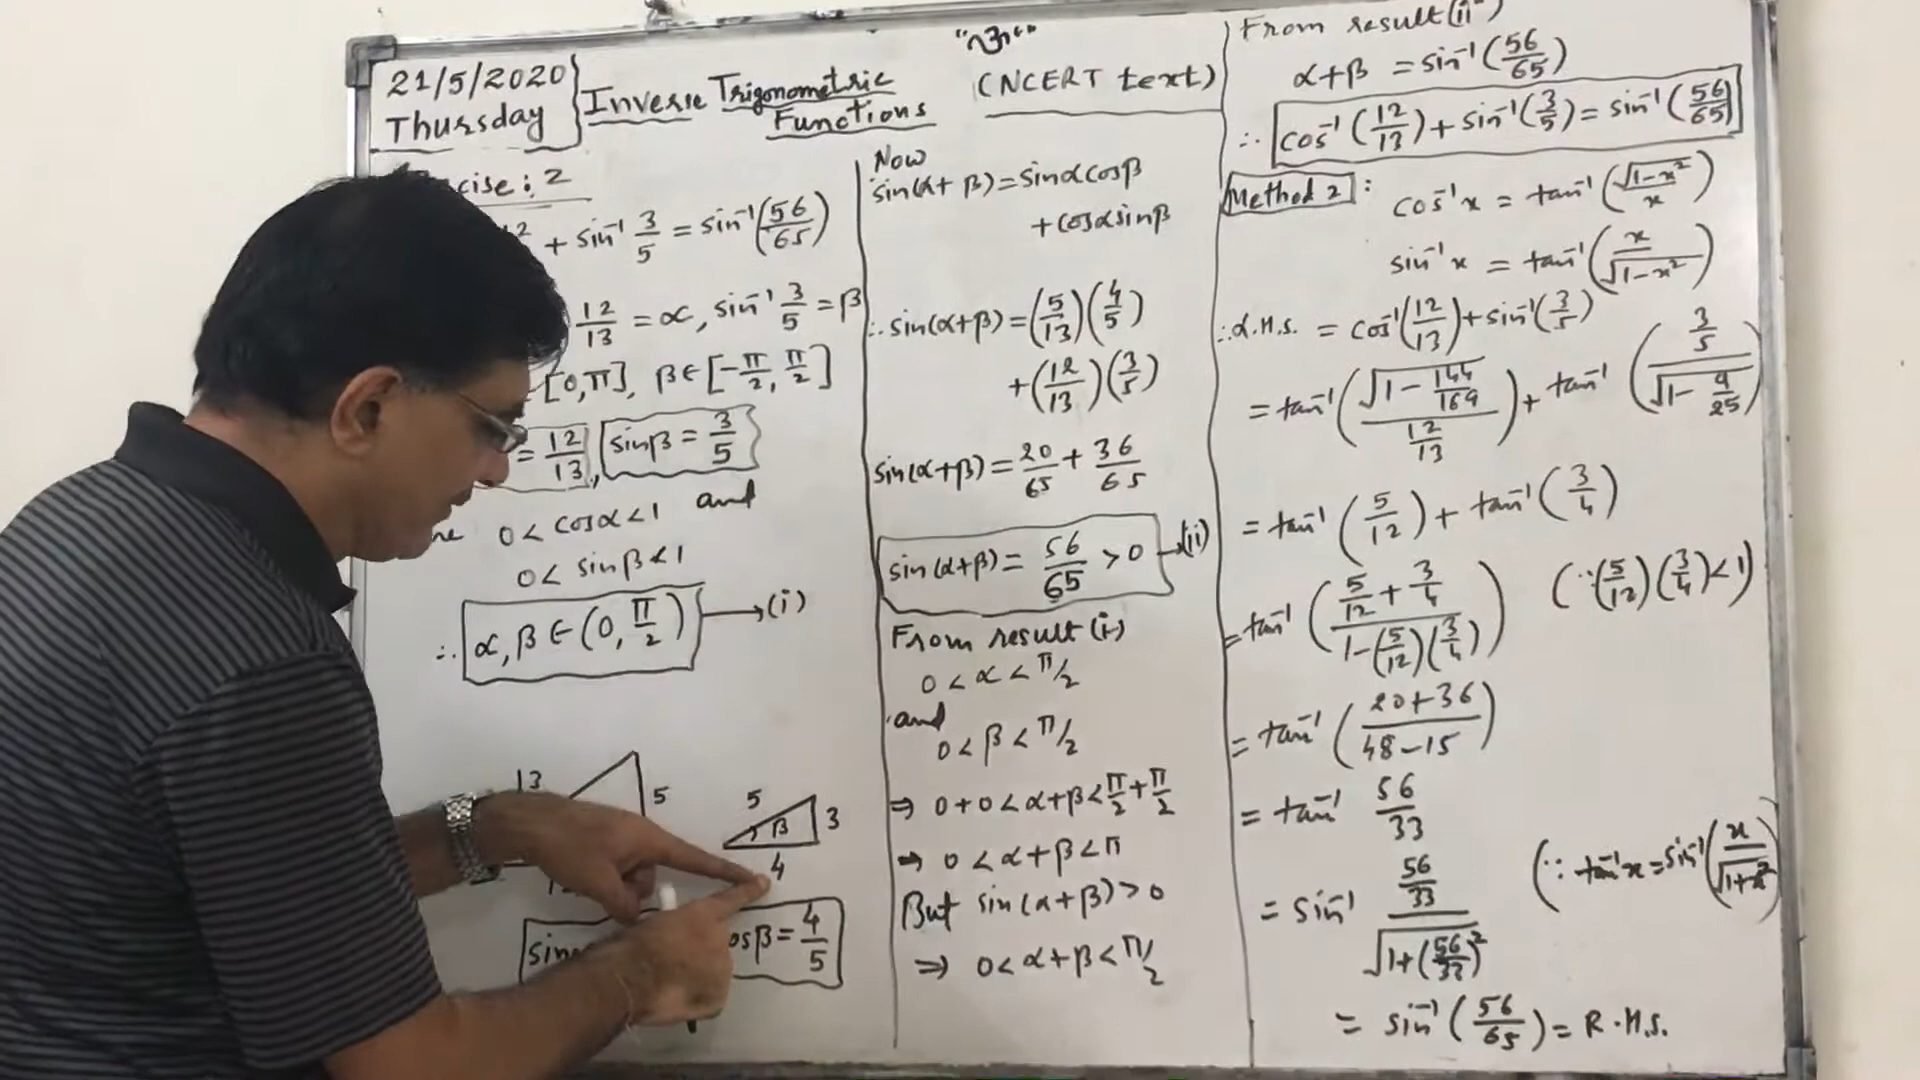 21/5/2020
Thursday
Inverse Trigonometric
Functions
(NCERT text)
cise: 2
+ sin⁻¹ 3/5 = sin⁻¹(56/65)
12/13 = α, sin⁻¹ 3/5 = β
[0,π], β∈[-π/2, π/2]
= 12/13, sinβ = 3/5
0 < cosα < 1 and
0 < sinβ < 1
∴ α, β ∈ (0, π/2) → (i)
13
5
5
β
3
4
sin
osβ = 4/5
Now
sin(α+β) = sinαcosβ
+ cosαsinβ
∴ sin(α+β) = (5/13)(4/5)
+ (12/13)(3/5)
sin(α+β) = 20/65 + 36/65
sin(α+β) = 56/65 > 0 → (ii)
From result (i)
0 < α < π/2
and
0 < β < π/2
⇒ 0+0 < α+β < π/2 + π/2
⇒ 0 < α+β < π
But sin(α+β) > 0
⇒ 0 < α+β < π/2
From result (ii)
α+β = sin⁻¹(56/65)
∴ cos⁻¹(12/13) + sin⁻¹(3/5) = sin⁻¹(56/65)
Method 2 : cos⁻¹x = tan⁻¹(√(1-x²)/x)
sin⁻¹x = tan⁻¹(x/√(1-x²))
∴ L.H.S. = cos⁻¹(12/13) + sin⁻¹(3/5)
= tan⁻¹(√(1-144/169)/(12/13)) + tan⁻¹((3/5)/√(1-9/25))
= tan⁻¹(5/12) + tan⁻¹(3/4)
= tan⁻¹((5/12 + 3/4)/(1-(5/12)(3/4))) (∵(5/12)(3/4)<1)
= tan⁻¹((20+36)/(48-15))
= tan⁻¹ 56/33
= sin⁻¹ (56/33)/√(1+(56/33)²) (∵ tan⁻¹x = sin⁻¹(x/√(1+x²)))
= sin⁻¹(56/65) = R.H.S.